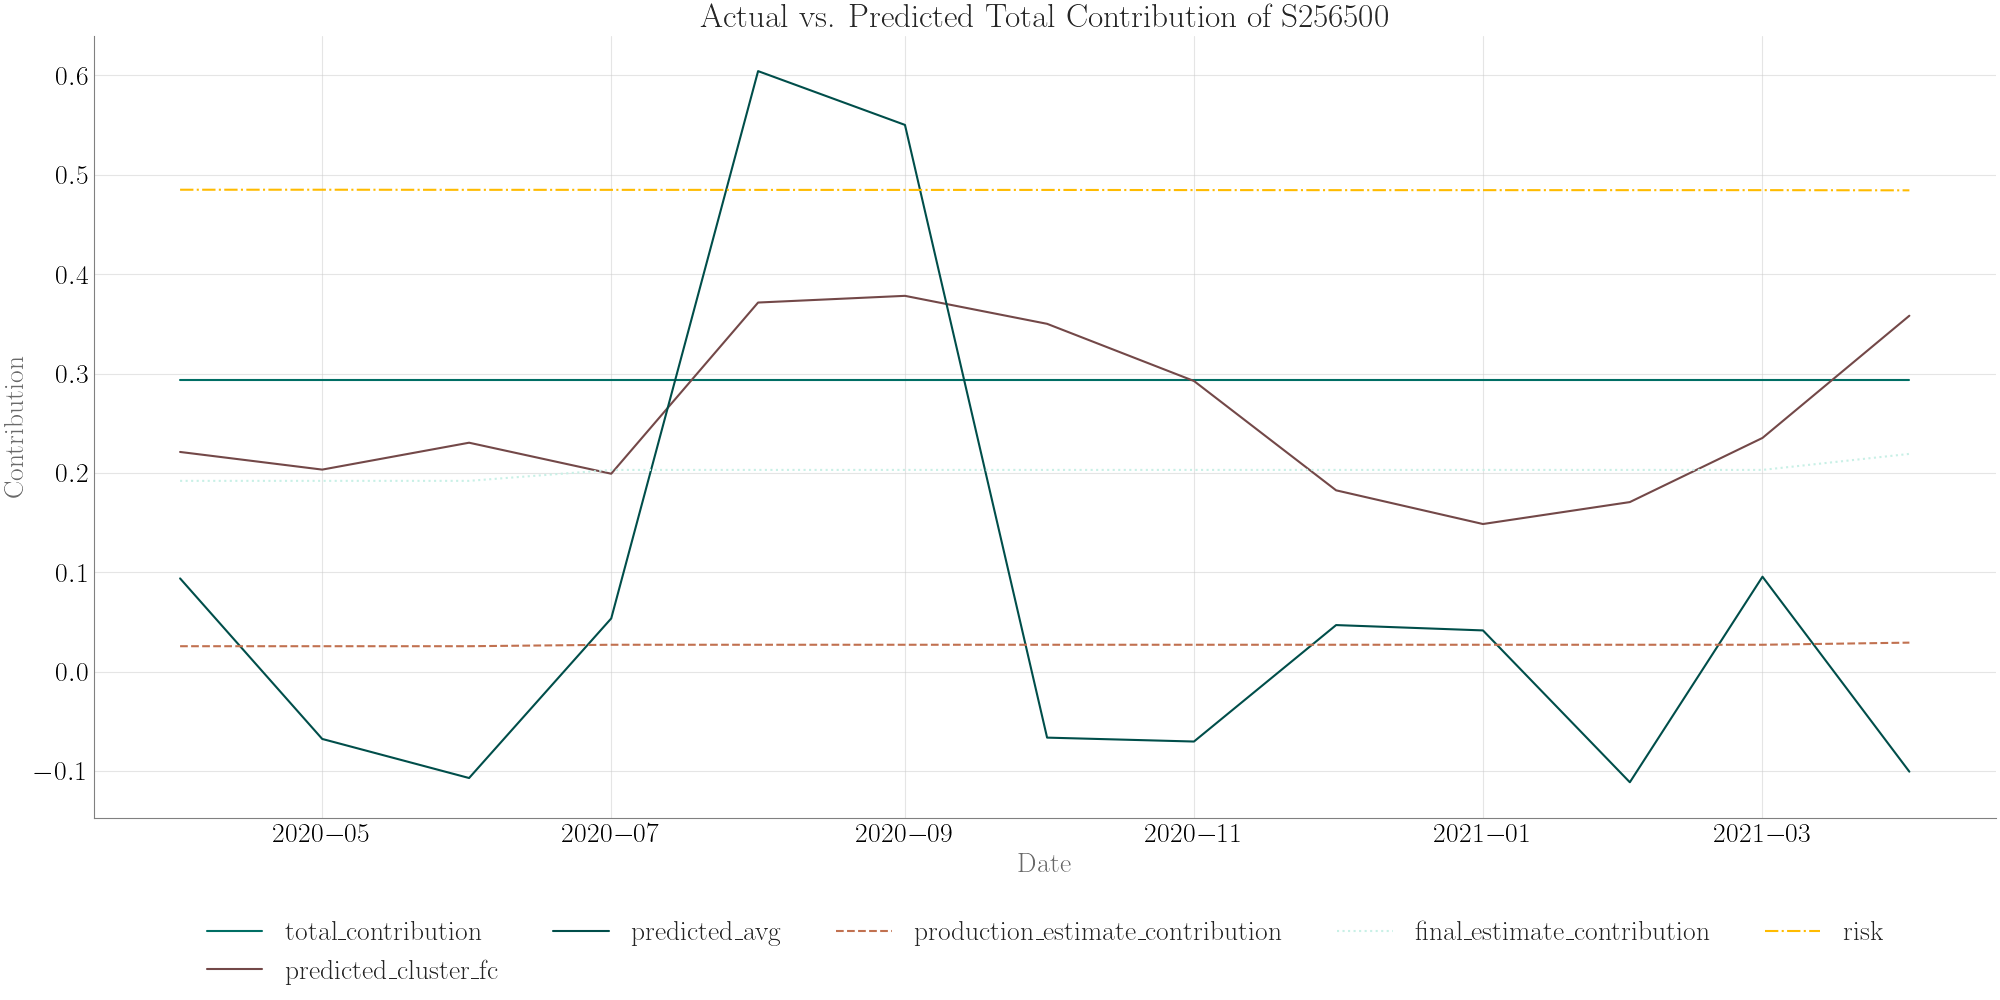 Actual vs. Predicted Total Contribution of S256500
0.6
0.5
0.4
0.3
0.2
0.1
0.0
−0.1
Contribution
2020−05 2020−07 2020−09 2020−11 2021−01 2021−03
Date
total_contribution predicted_avg production_estimate_contribution final_estimate_contribution risk
predicted_cluster_fc